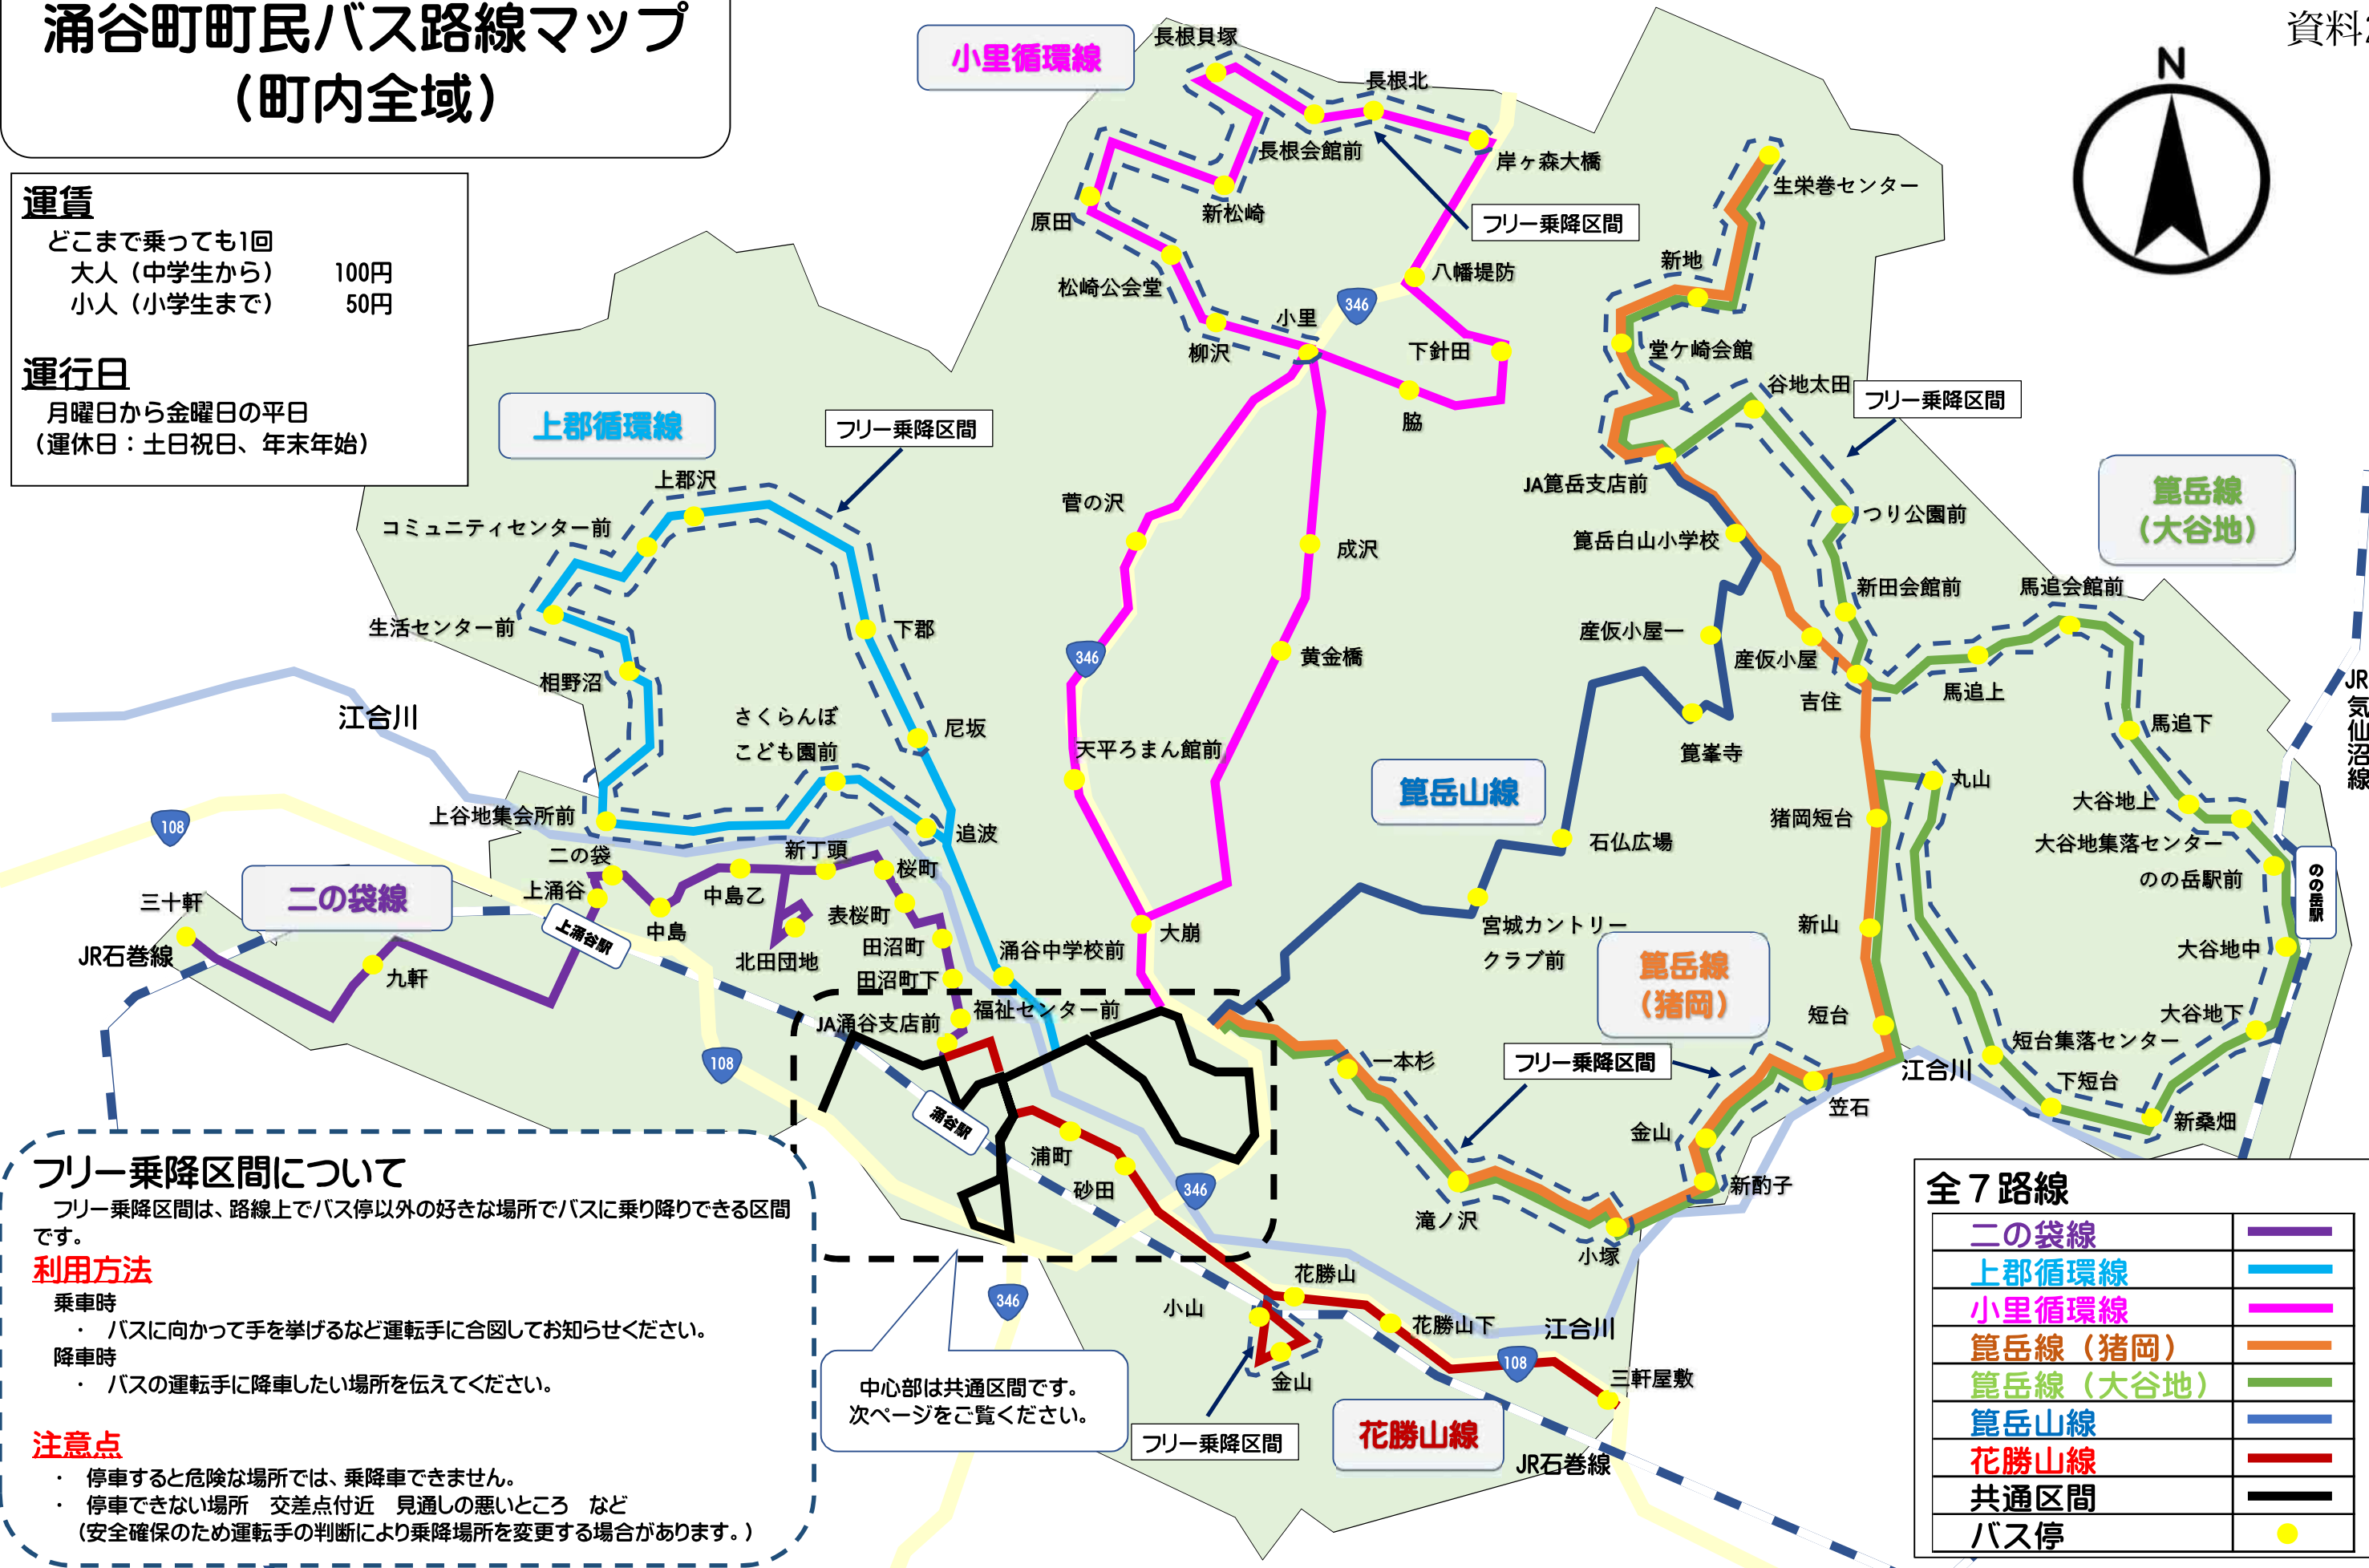 涌谷町町民バス路線マップ
（町内全域）
資料2
N
運賃
どこまで乗っても1回
大人（中学生から）　100円
小人（小学生まで）　50円
運行日
月曜日から金曜日の平日
（運休日：土日祝日、年末年始）
小里循環線
長根貝塚
長根北
長根会館前
岸ヶ森大橋
新松崎
原田
フリー乗降区間
松崎公会堂
八幡堤防
346
小里
柳沢
下針田
脇
菅の沢
成沢
346
黄金橋
天平ろまん館前
大崩
生栄巻センター
新地
堂ケ崎会館
谷地太田
フリー乗降区間
JA箟岳支店前
つり公園前
箟岳白山小学校
箟岳線
（大谷地）
新田会館前
馬追会館前
産仮小屋一
産仮小屋
吉住
馬追上
馬追下
箟峯寺
丸山
大谷地上
猪岡短台
大谷地集落センター
のの岳駅前
のの岳駅
JR気仙沼線
新山
大谷地中
短台
大谷地下
短台集落センター
下短台
新桑畑
江合川
箟岳山線
石仏広場
宮城カントリー
クラブ前
箟岳線
（猪岡）
フリー乗降区間
一本杉
笠石
金山
新酌子
滝ノ沢
小塚
上郡循環線
フリー乗降区間
上郡沢
コミュニティセンター前
生活センター前
下郡
相野沼
尼坂
さくらんぼ
こども園前
江合川
上谷地集会所前
追波
108
二の袋線
三十軒
JR石巻線
九軒
二の袋
上涌谷
上涌谷駅
中島
中島乙
新丁頭
桜町
表桜町
北田団地
田沼町
田沼町下
涌谷中学校前
福祉センター前
JA涌谷支店前
108
涌谷駅
浦町
砂田
346
346
花勝山
小山
花勝山下
江合川
金山
108
三軒屋敷
フリー乗降区間
花勝山線
JR石巻線
中心部は共通区間です。
次ページをご覧ください。
フリー乗降区間について
フリー乗降区間は、路線上でバス停以外の好きな場所でバスに乗り降りできる区間
です。
利用方法
乗車時
・　バスに向かって手を挙げるなど運転手に合図してお知らせください。
降車時
・　バスの運転手に降車したい場所を伝えてください。
注意点
・　停車すると危険な場所では、乗降車できません。
・　停車できない場所　交差点付近　見通しの悪いところ　など
（安全確保のため運転手の判断により乗降場所を変更する場合があります。）
全７路線
二の袋線
上郡循環線
小里循環線
箟岳線（猪岡）
箟岳線（大谷地）
箟岳山線
花勝山線
共通区間
バス停